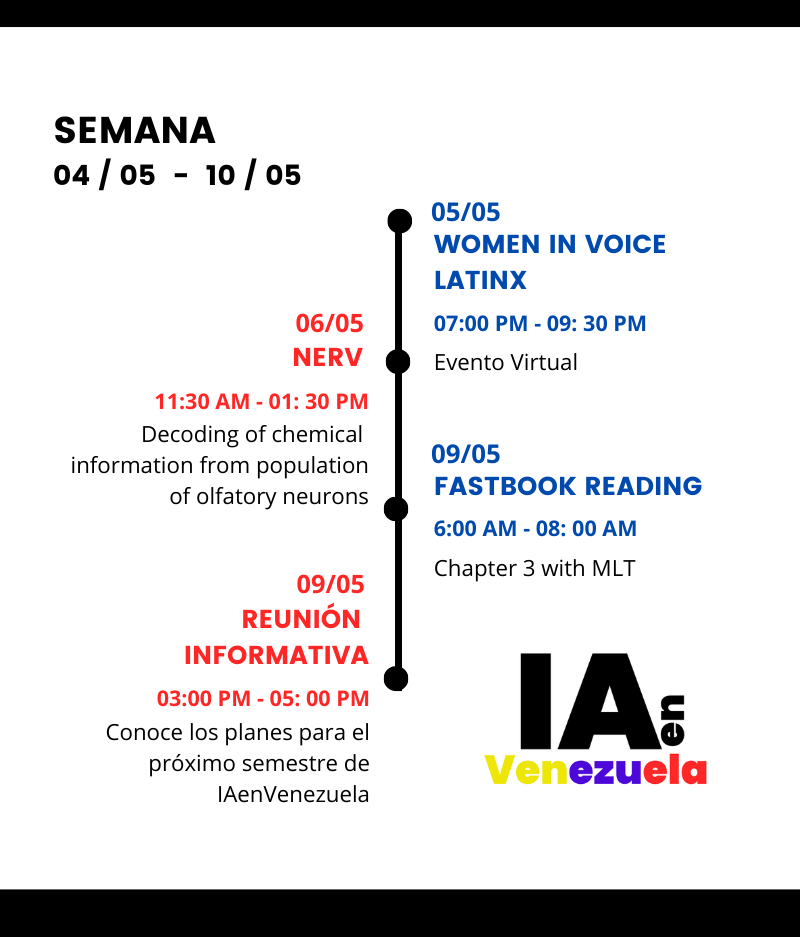 SEMANA
04 / 05 - 10 / 05
05/05
WOMEN IN VOICE
LATINX
07:00 PM - 09: 30 PM
Evento Virtual
06/05
NERV
11:30 AM - 01: 30 PM
Decoding of chemical
information from population
of olfatory neurons
09/05
FASTBOOK READING
6:00 AM - 08: 00 AM
Chapter 3 with MLT
09/05
REUNIÓN
INFORMATIVA
03:00 PM - 05: 00 PM
Conoce los planes para el
próximo semestre de
IAenVenezuela
IA en
Venezuela